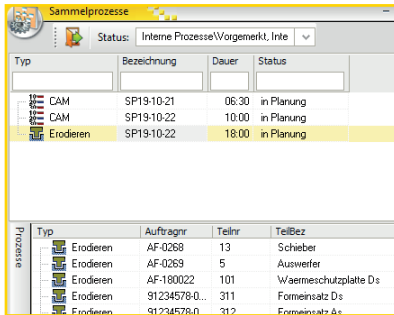 Sammelprozesse
Status: Interne Prozesse\Vorgemerkt, Inte
Typ Bezeichnung Dauer Status
CAM SP19-10-21 06:30 in Planung
CAM SP19-10-22 10:00 in Planung
Erodieren SP19-10-22 18:00 in Planung
Prozesse
Typ Auftragnr Teilnr TeilBez
Erodieren AF-0268 13 Schieber
Erodieren AF-0269 5 Auswerfer
Erodieren AF-180022 101 Waermeschutzplatte Ds
Erodieren 91234578-0... 311 Formeinsatz Ds
Erodieren 91234578-0... 312 Formeinsatz As